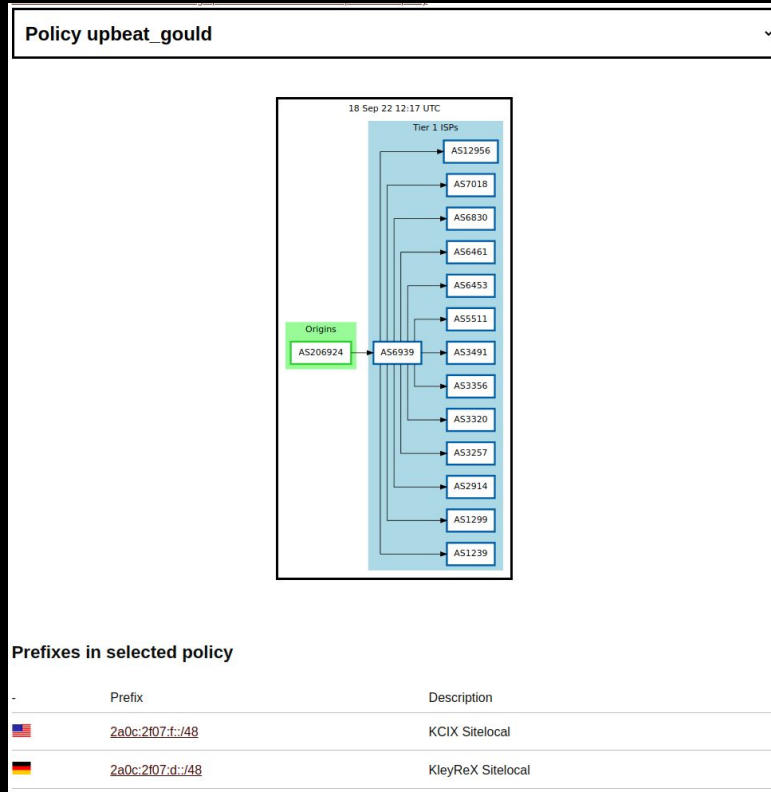 Policy upbeat_gould
18 Sep 22 12:17 UTC
Tier 1 ISPs
AS12956
AS7018
AS6830
AS6461
AS6453
AS5511
Origins
AS206924
AS6939
AS3491
AS3356
AS3320
AS3257
AS2914
AS1299
AS1239
Prefixes in selected policy
- Prefix Description
2a0c:2f07:f::/48 KCIX Sitelocal
2a0c:2f07:d::/48 KleyReX Sitelocal